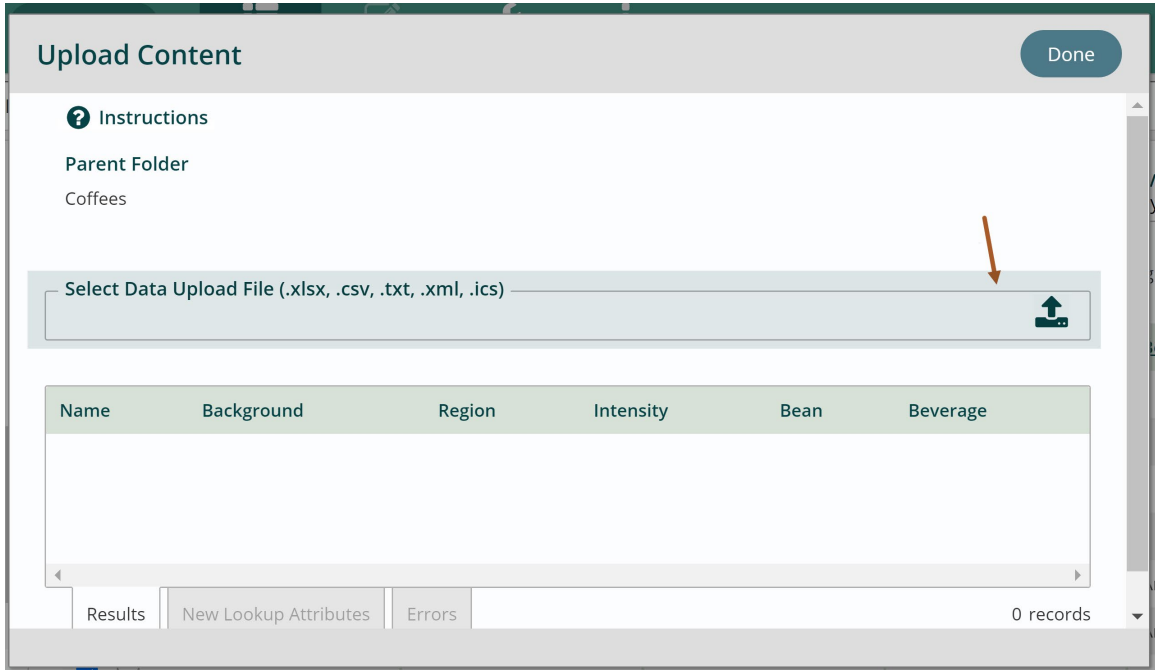 Upload Content
Done
Instructions
Parent Folder
Coffees
Select Data Upload File (.xlsx, .csv, .txt, .xml, .ics)
Name Background Region Intensity Bean Beverage
Results New Lookup Attributes Errors 0 records